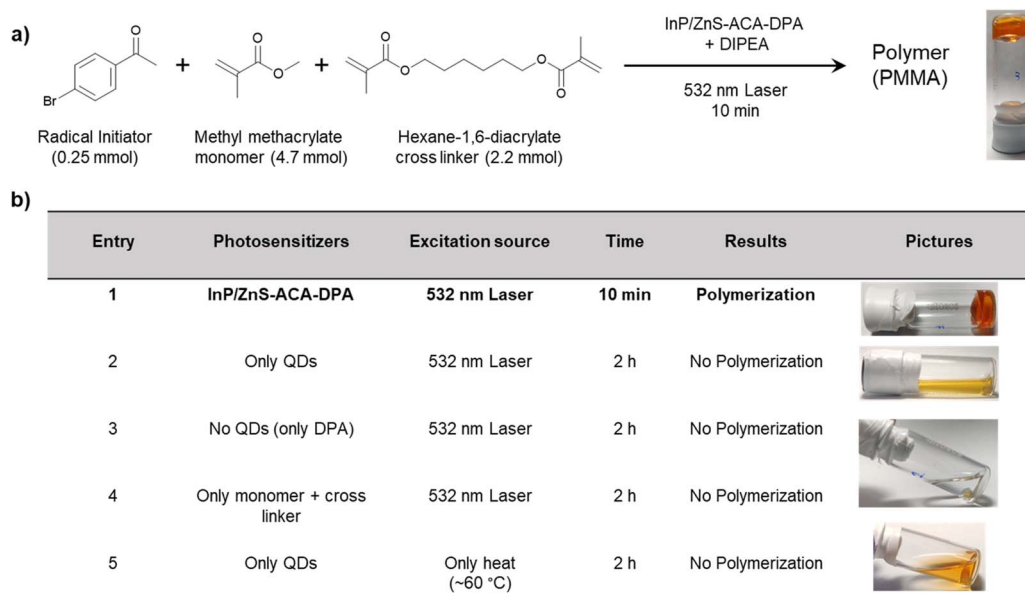 a)
Br
O
O
O
O
O
O
O
+
+
InP/ZnS-ACA-DPA
+ DIPEA
532 nm Laser
10 min
Polymer
(PMMA)
Radical Initiator
(0.25 mmol)
Methyl methacrylate
monomer (4.7 mmol)
Hexane-1,6-diacrylate
cross linker (2.2 mmol)
b)
Entry Photosensitizers Excitation source Time Results Pictures
1 InP/ZnS-ACA-DPA 532 nm Laser 10 min Polymerization
2 Only QDs 532 nm Laser 2 h No Polymerization
3 No QDs (only DPA) 532 nm Laser 2 h No Polymerization
4 Only monomer + cross linker 532 nm Laser 2 h No Polymerization
5 Only QDs Only heat (~60 °C) 2 h No Polymerization